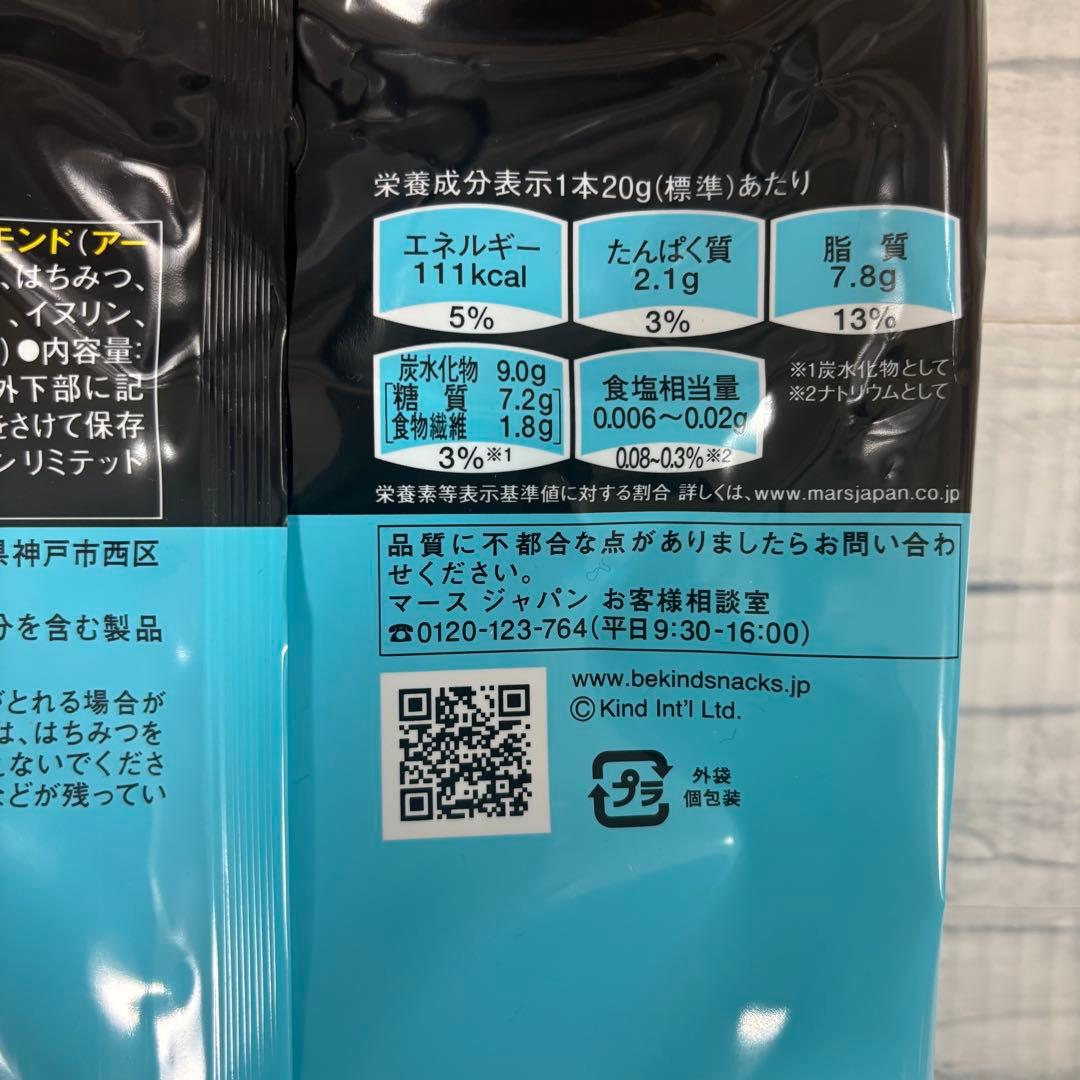 モンド(アー
、はちみつ、
、イヌリン、
) ●内容量:
外下部に記
をさけて保存
ンリミテット
県神戸市西区
分を含む製品
がとれる場合が
は、はちみつを
えないでくださ
などが残ってい
栄養成分表示1本20g(標準)あたり
エネルギー
111kcal
5%
たんぱく質
2.1g
3%
脂 質
7.8g
13%
炭水化物 9.0g
糖 質 7.2g
食物繊維 1.8g
3%※1
食塩相当量
0.006〜0.02g
0.08~0.3%※2
※1炭水化物として
※2ナトリウムとして
栄養素等表示基準値に対する割合 詳しくは、www.marsjapan.co.jp
品質に不都合な点がありましたらお問い合わ
せください。
マース ジャパン お客様相談室
☎0120-123-764(平日9:30-16:00)
www.bekindsnacks.jp
©Kind Int'l Ltd.
プラ
外袋
個包装